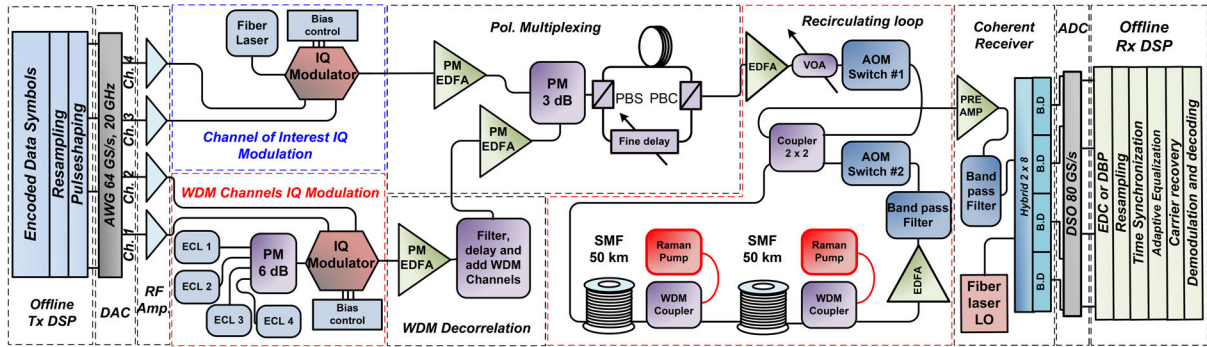 Encoded Data Symbols
Resampling
Pulseshaping
Offline
Tx DSP
AWG 64 GS/s, 20 GHz
DAC
Ch. 4
Ch. 3
Ch. 2
Ch. 1
RF
Amp.
Fiber
Laser
Bias
control
IQ
Modulator
Channel of Interest IQ
Modulation
WDM Channels IQ Modulation
ECL 1
ECL 2
ECL 3
ECL 4
PM
6 dB
IQ
Modulator
Bias
control
Pol. Multiplexing
PM
EDFA
PM
EDFA
PM
3 dB
PBS
PBC
Fine delay
PM
EDFA
Filter,
delay and
add WDM
Channels
WDM Decorrelation
Recirculating loop
EDFA
VOA
AOM
Switch #1
Coupler
2 x 2
AOM
Switch #2
Band pass
Filter
EDFA
SMF
50 km
Raman
Pump
WDM
Coupler
SMF
50 km
Raman
Pump
WDM
Coupler
Coherent
Receiver
PRE
AMP
Band
pass
Filter
Fiber
laser
LO
Hybrid 2 x 8
B.D
B.D
B.D
B.D
ADC
DSO 80 GS/s
Offline
Rx DSP
EDC or DBP
Resampling
Time Synchronization
Adaptive Equalization
Carrier recovery
Demodulation and decoding